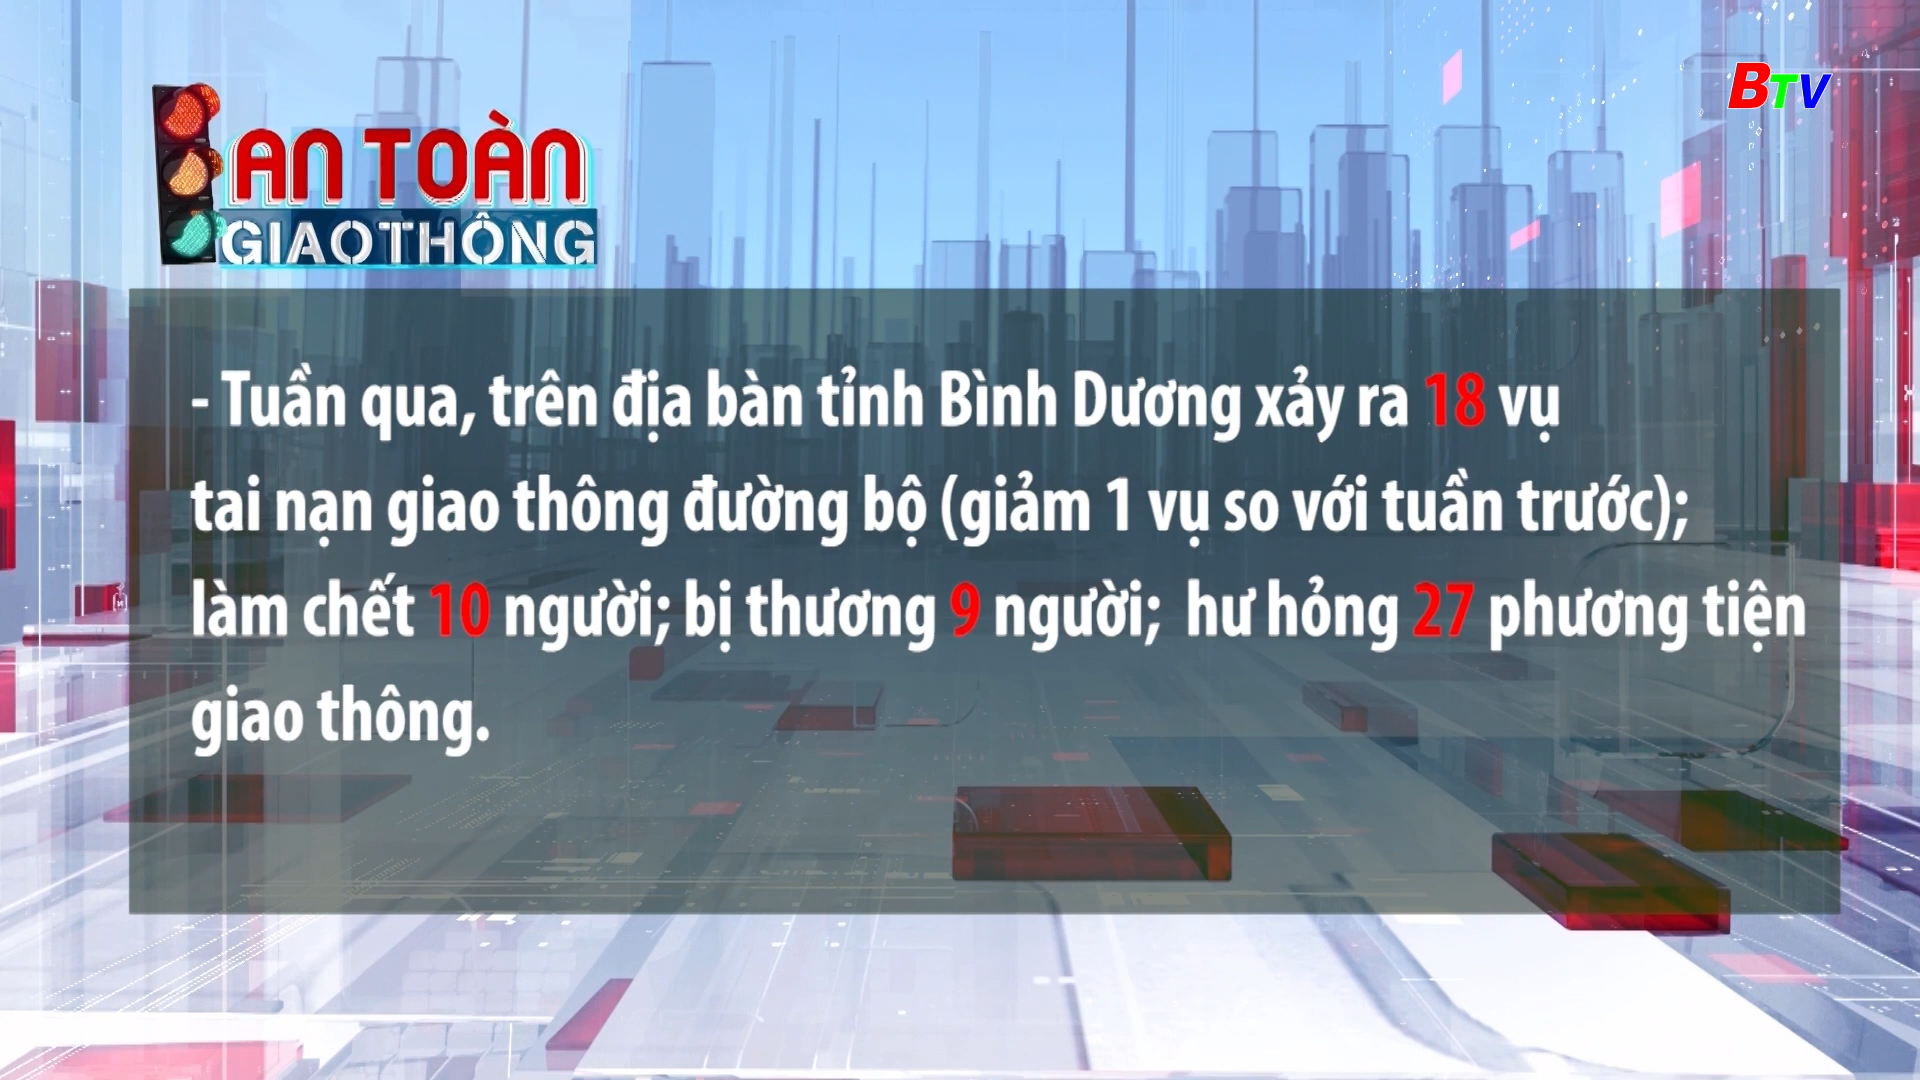 BTV
AN TOÀN
GIAO THÔNG
- Tuần qua, trên địa bàn tỉnh Bình Dương xảy ra 18 vụ
tai nạn giao thông đường bộ (giảm 1 vụ so với tuần trước);
làm chết 10 người; bị thương 9 người; hư hỏng 27 phương tiện
giao thông.